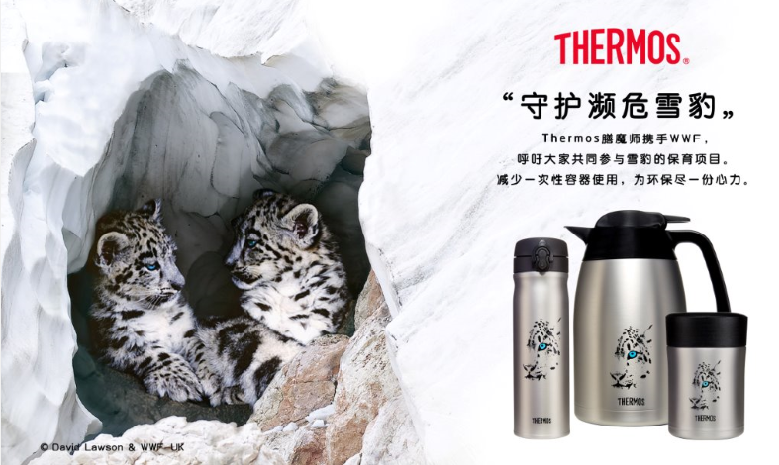 THERMOS®
“守护濒危雪豹„
Thermos膳魔师携手WWF，
呼吁大家共同参与雪豹的保育项目。
减少一次性容器使用，为环保尽一份心力。
THERMOS
THERMOS
THERMOS
© David Lawson & WWF-UK